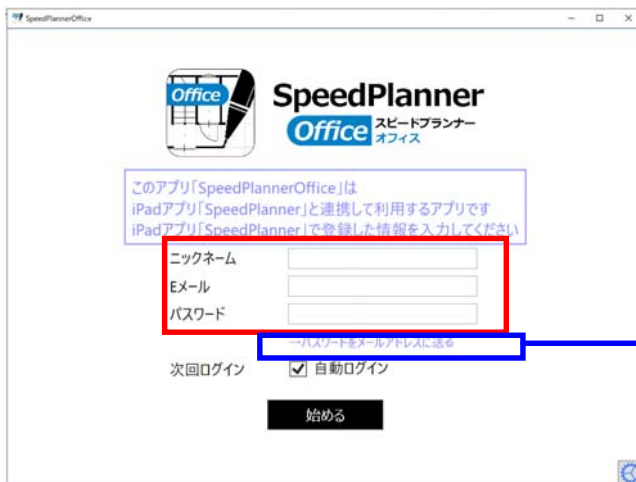 SpeedPlannerOffice
Office
SpeedPlanner
Office スピードプランナー
オフィス
このアプリ「SpeedPlannerOffice」は
iPadアプリ「SpeedPlanner」と連携して利用するアプリです
iPadアプリ「SpeedPlanner」で登録した情報を入力してください
ニックネーム
Eメール
パスワード
→パスワードをメールアドレスに送る
次回ログイン 自動ログイン
始める